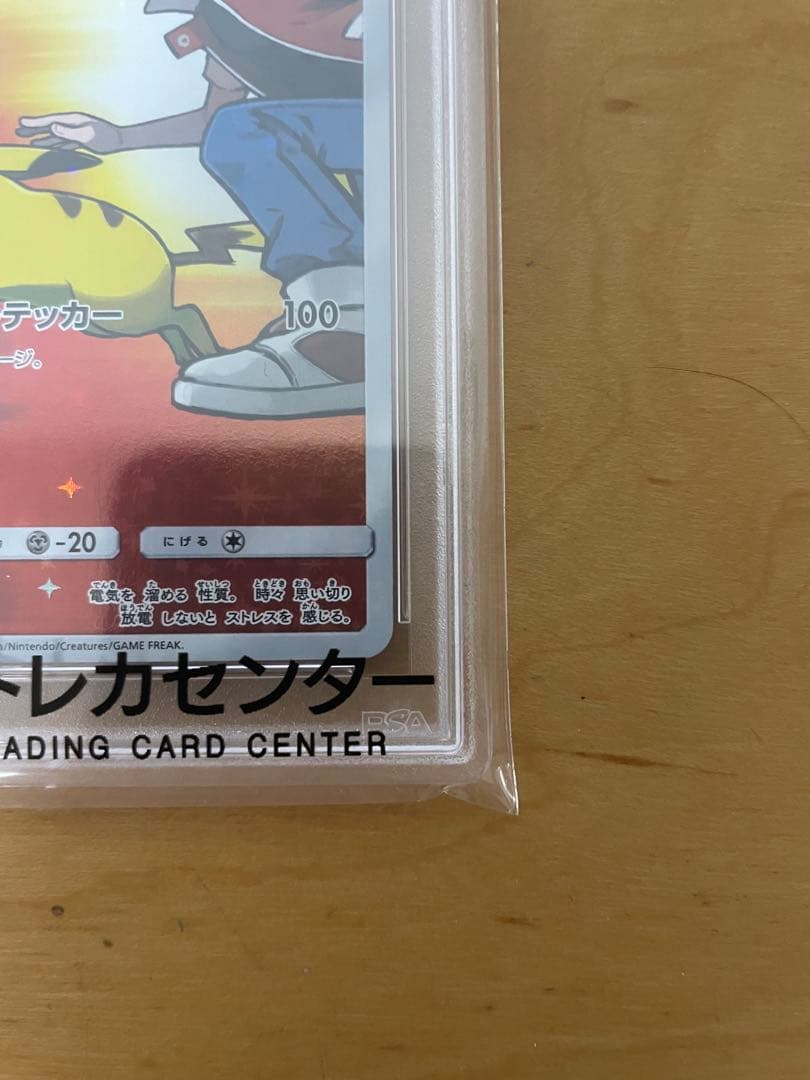 テッカー 100
ージ。
-20 にげる
電気を 溜める 性質。 時々 思い切り
放電 しないと ストレスを 感じる。
/Nintendo/Creatures/GAME FREAK.
トレカセンター
PSA
ADING CARD CENTER